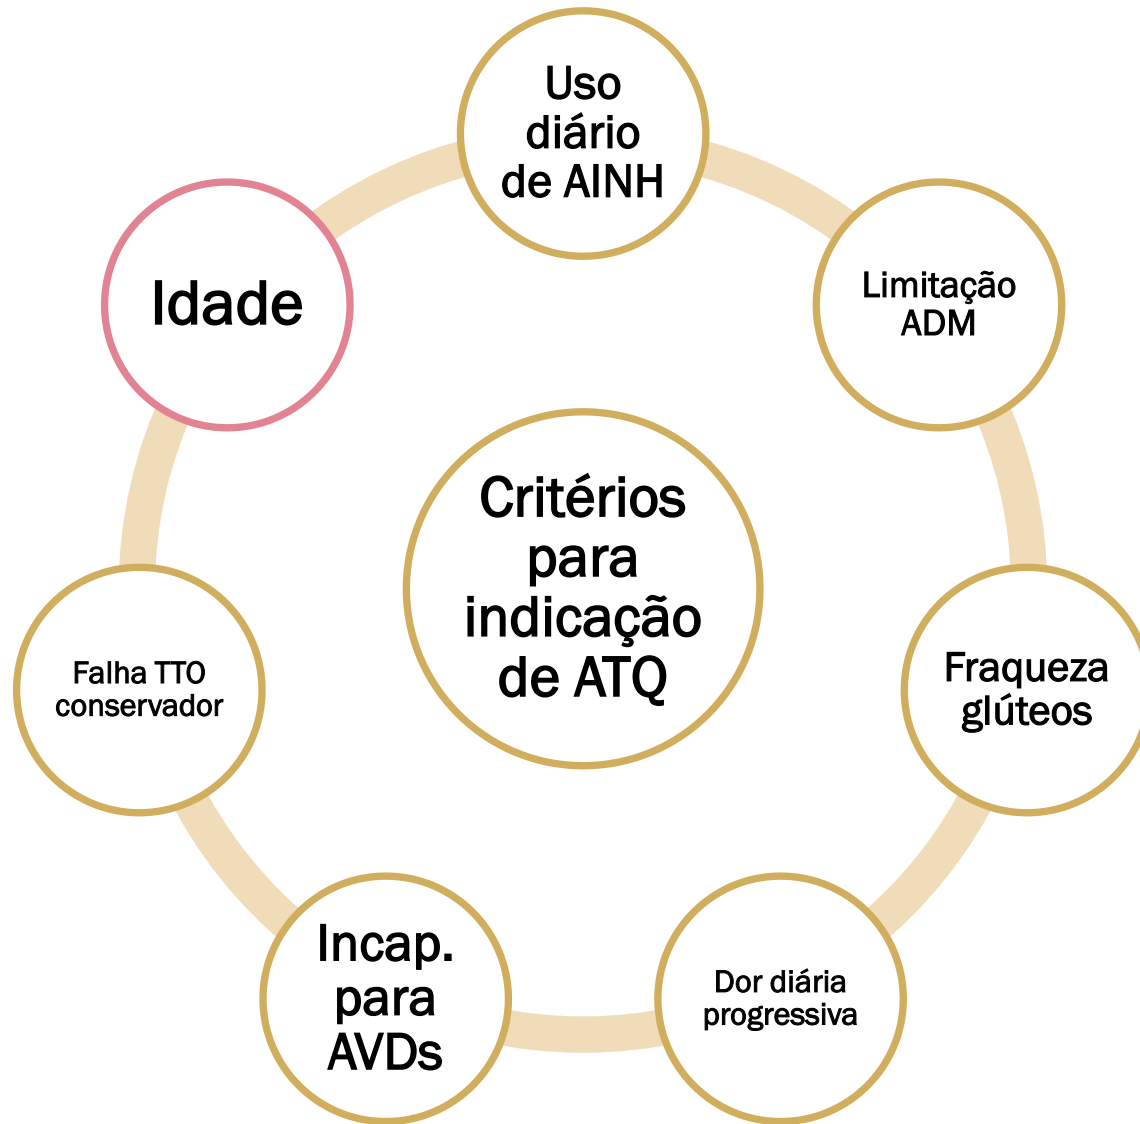 Uso
diário
de AINH
Idade
Limitação
ADM
Critérios
para
indicação
de ATQ
Falha TTO
conservador
Fraqueza
glúteos
Incap.
para
AVDs
Dor diária
progressiva